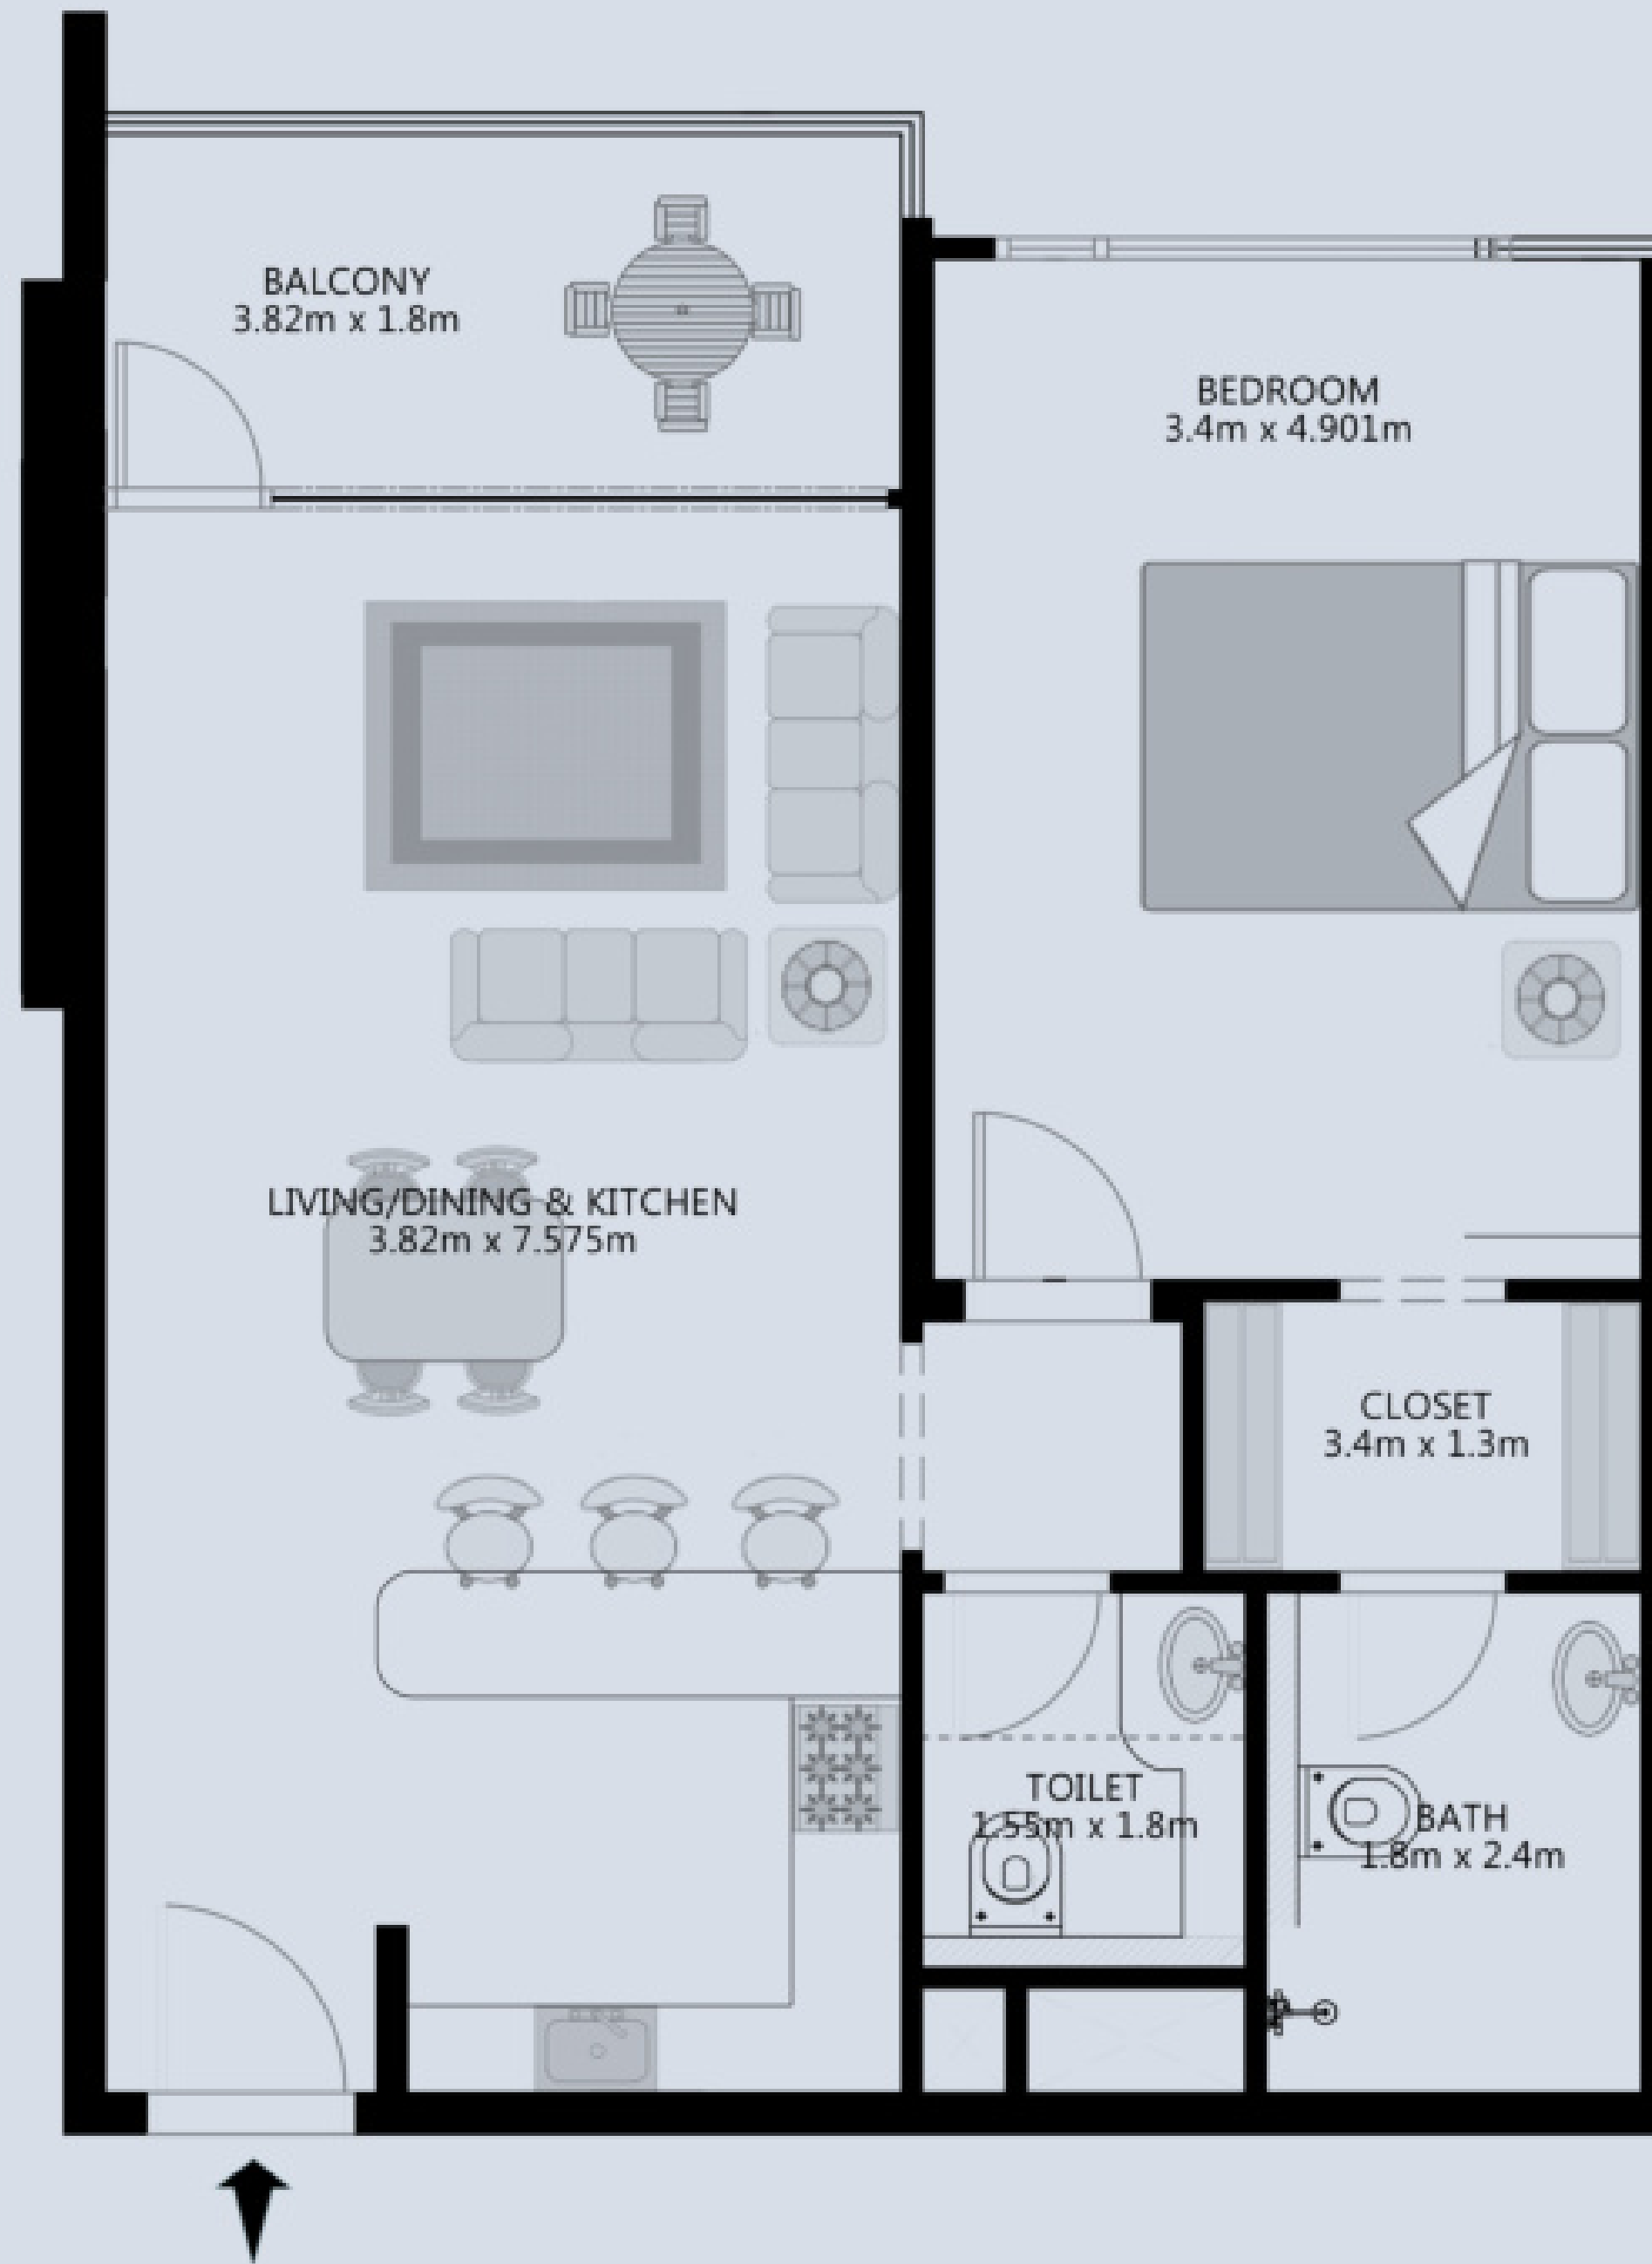 BALCONY
3.82m x 1.8m
BEDROOM
3.4m x 4.901m
LIVING/DINING & KITCHEN
3.82m x 7.575m
CLOSET
3.4m x 1.3m
TOILET
1.55m x 1.8m
BATH
1.8m x 2.4m